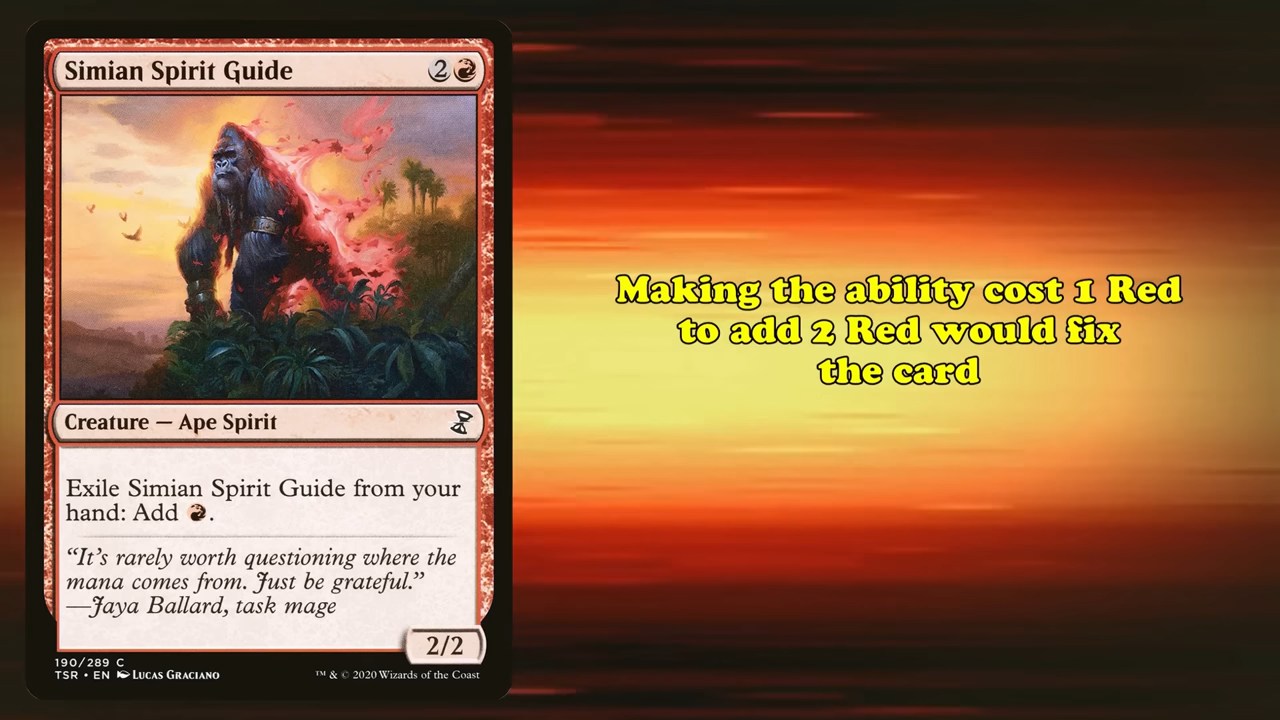 Simian Spirit Guide 2
Making the ability cost 1 Red
to add 2 Red would fix
the card
Creature — Ape Spirit
Exile Simian Spirit Guide from your
hand: Add .
“It’s rarely worth questioning where the
mana comes from. Just be grateful.”
—Jaya Ballard, task mage
2/2
190/289 C
TSR • EN Lucas Graciano
™ & © 2020 Wizards of the Coast